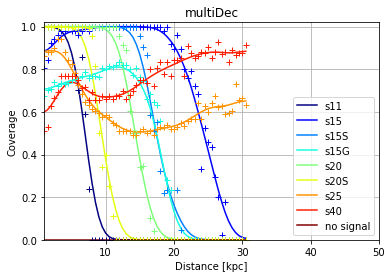 multiDec
Coverage
1.0
0.8
0.6
0.4
0.2
0.0
10
20
30
40
50
Distance [kpc]
s11
s15
s15S
s15G
s20
s20S
s25
s40
no signal